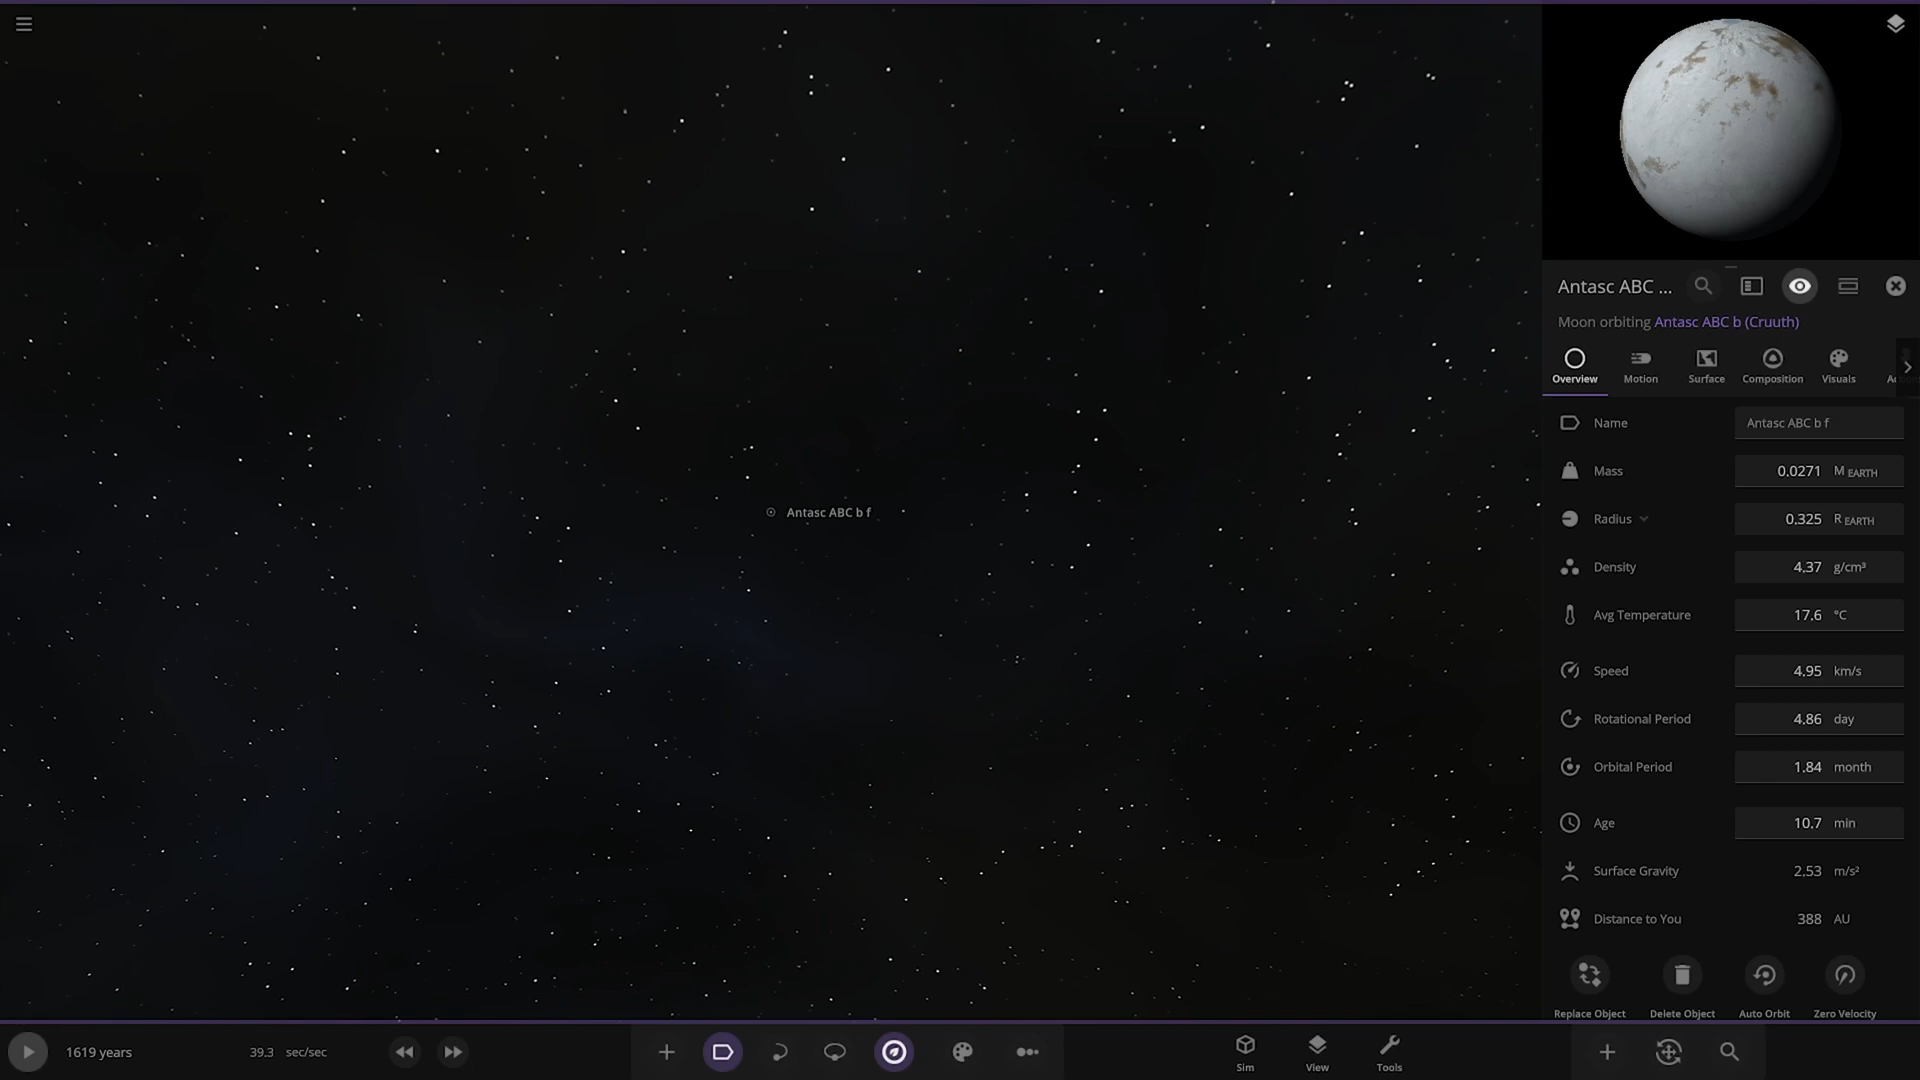 Antasc ABC ...
Moon orbiting Antasc ABC b (Cruuth)
Overview Motion Surface Composition Visuals
Name Antasc ABC b f
Mass 0.0271 M EARTH
Radius 0.325 R EARTH
Density 4.37 g/cm³
Avg Temperature 17.6 °C
Speed 4.95 km/s
Rotational Period 4.86 day
Orbital Period 1.84 month
Age 10.7 min
Surface Gravity 2.53 m/s²
Distance to You 388 AU
Replace Object Delete Object Auto Orbit Zero Velocity
Antasc ABC b f
1619 years 39.3 sec/sec
Sim View Tools